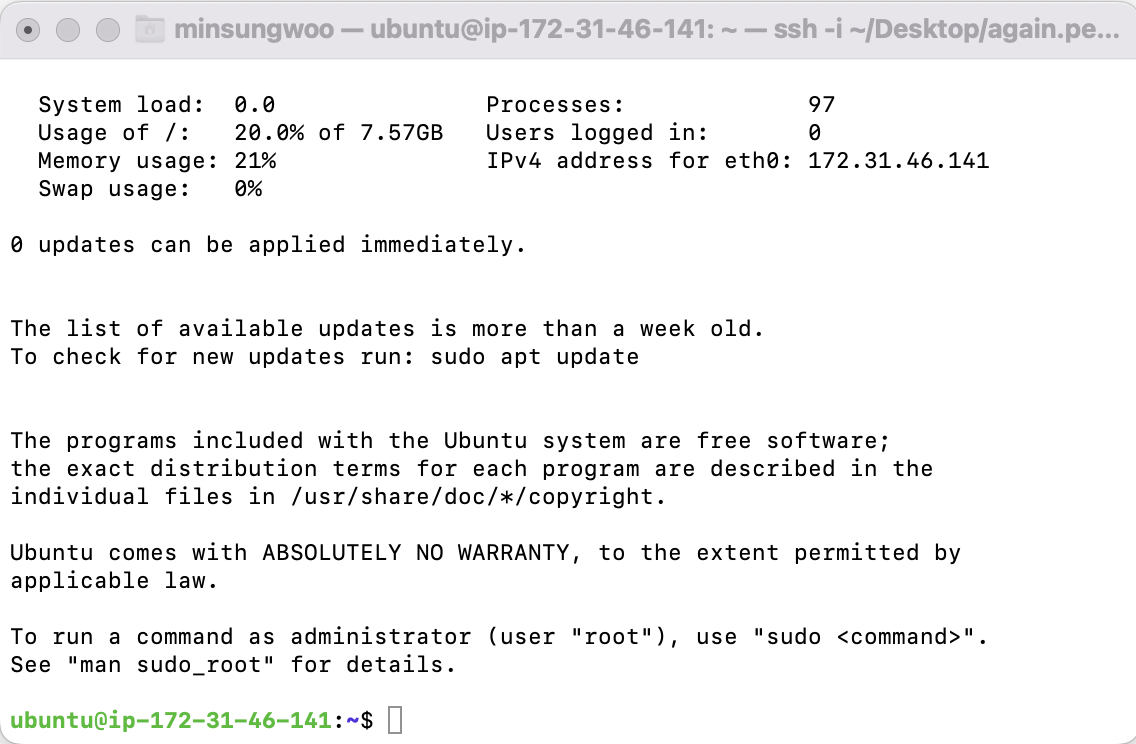 minsungwoo — ubuntu@ip-172-31-46-141: ~ — ssh -i ~/Desktop/again.pe...
System load:  0.0               Processes:             97
Usage of /:   20.0% of 7.57GB   Users logged in:       0
Memory usage: 21%               IPv4 address for eth0: 172.31.46.141
Swap usage:   0%
0 updates can be applied immediately.
The list of available updates is more than a week old.
To check for new updates run: sudo apt update
The programs included with the Ubuntu system are free software;
the exact distribution terms for each program are described in the
individual files in /usr/share/doc/*/copyright.
Ubuntu comes with ABSOLUTELY NO WARRANTY, to the extent permitted by
applicable law.
To run a command as administrator (user "root"), use "sudo <command>".
See "man sudo_root" for details.
ubuntu@ip-172-31-46-141:~$